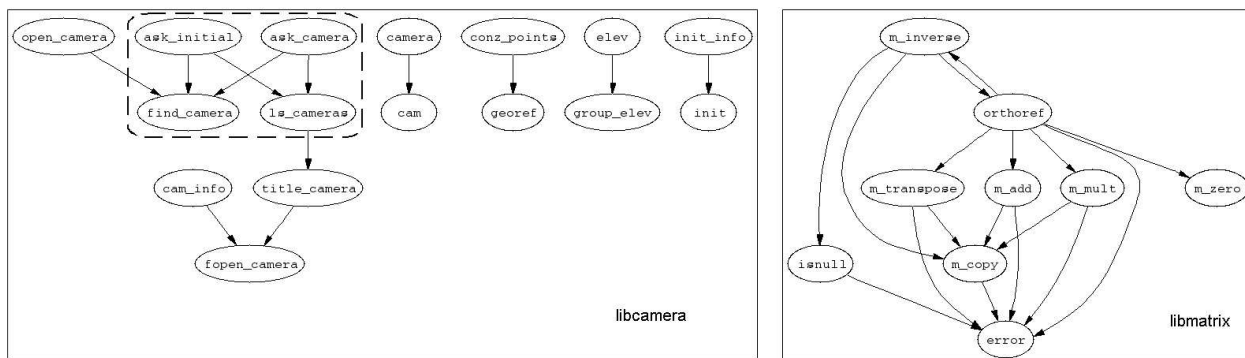 open_camera
ask_initial
ask_camera
camera
conz_points
elev
init_info
find_camera
ls_cameras
cam
georef
group_elev
init
cam_info
title_camera
fopen_camera
libcamera
m_inverse
orthoref
m_transpose
m_add
m_mult
m_zero
isnull
m_copy
error
libmatrix